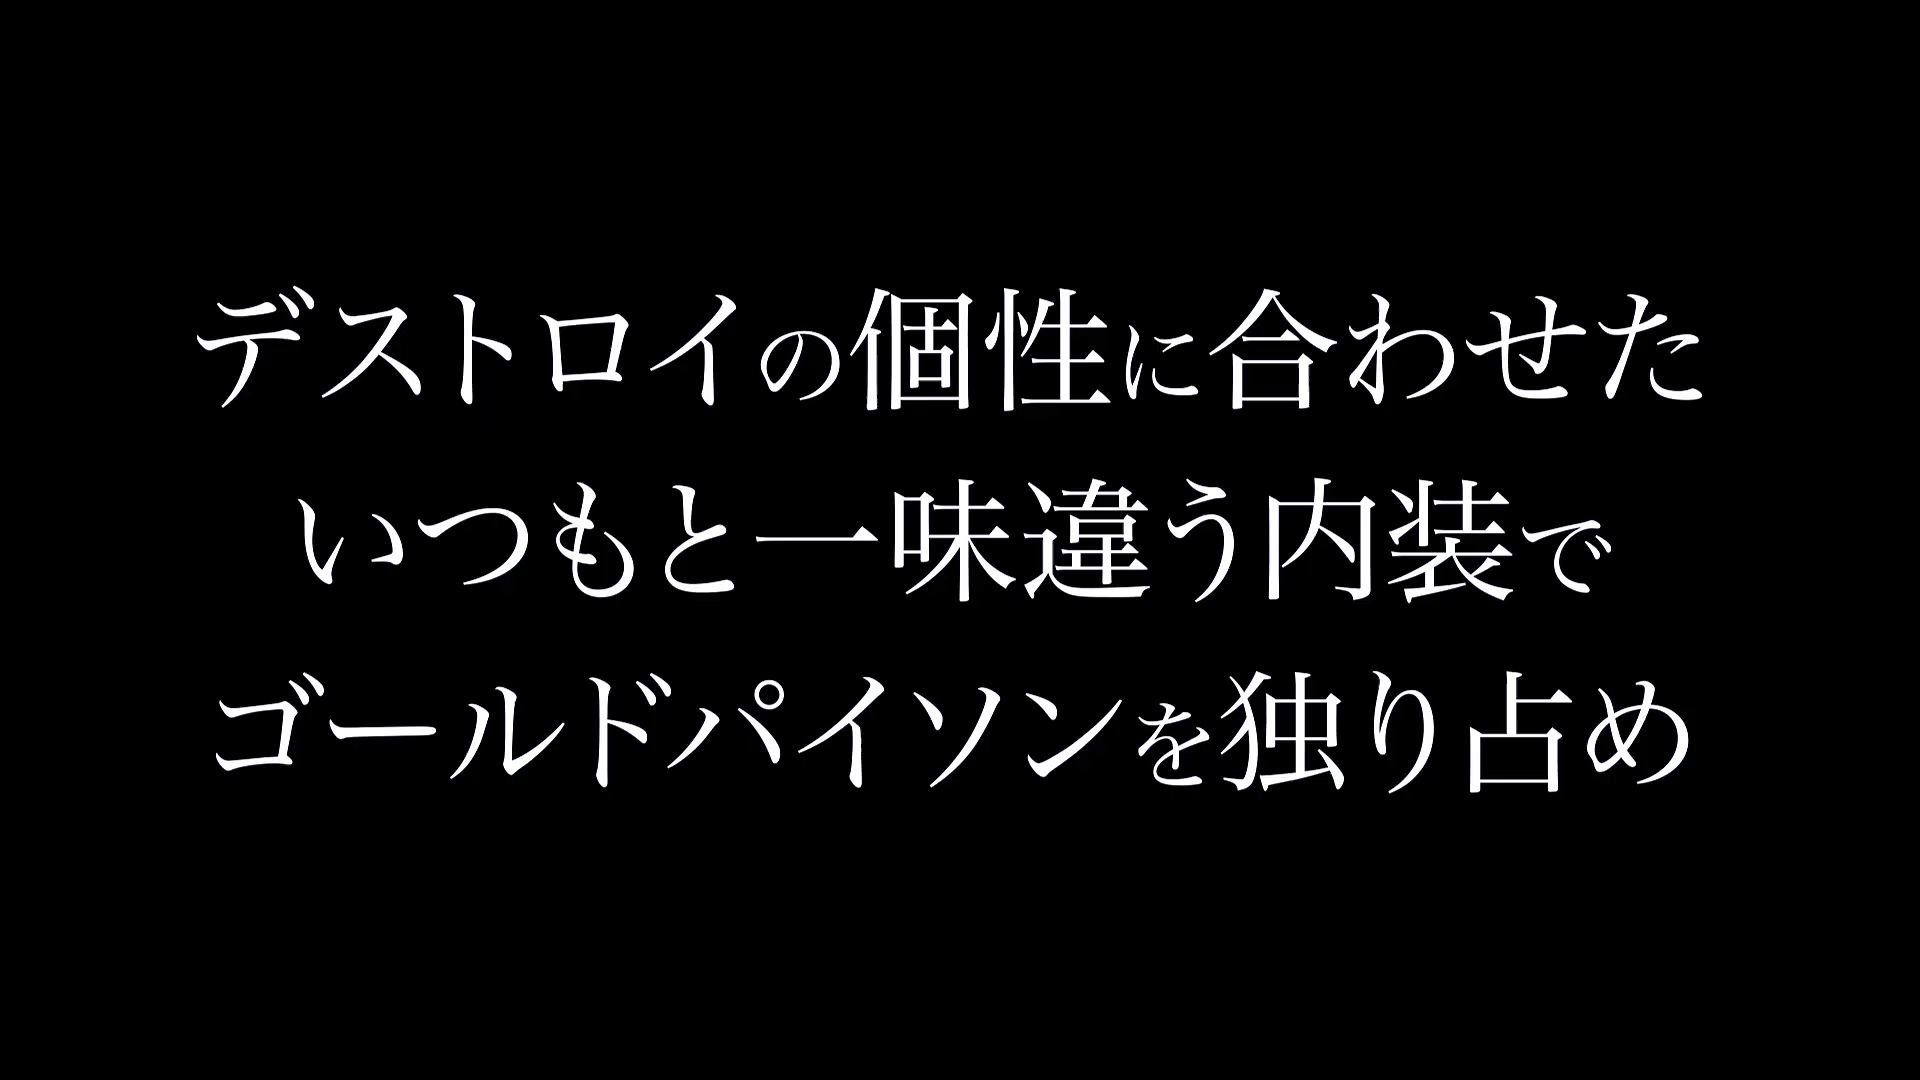 デストロイの個性に合わせた
いつもと一味違う内装で
ゴールドパイソンを独り占め